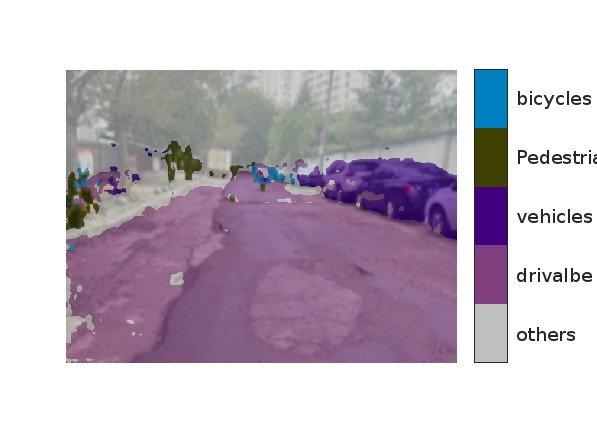 bicycles
Pedestria
vehicles
drivalbe
others